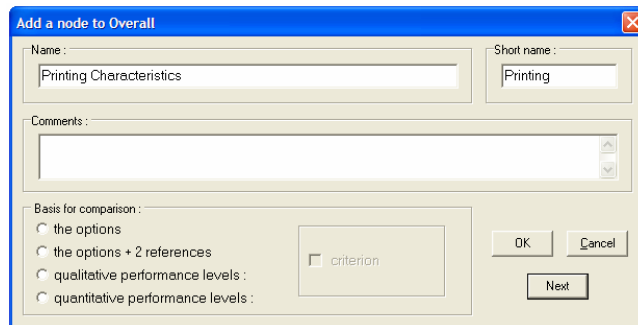 Add a node to Overall
Name : Short name :
Printing Characteristics Printing
Comments :
Basis for comparison :
the options
the options + 2 references
qualitative performance levels :
quantitative performance levels :
criterion
OK Cancel
Next